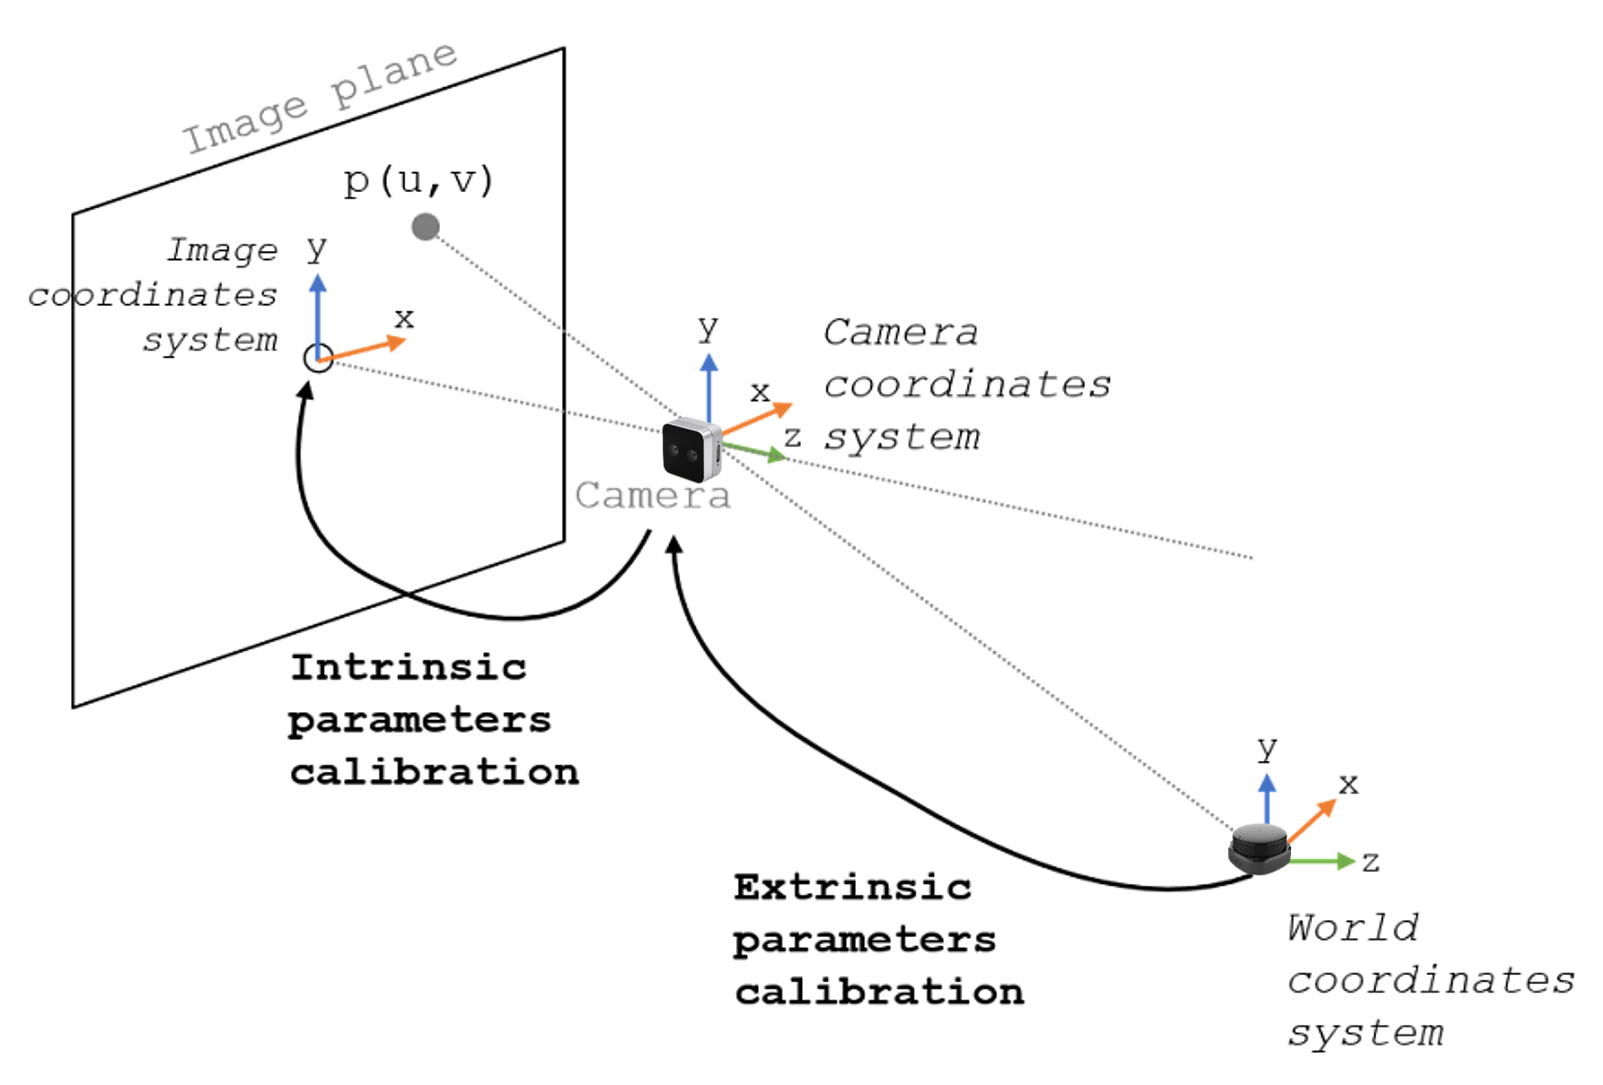 Image plane
p(u,v)
Image
coordinates
system
y
x
y
x
z
Camera
coordinates
system
Camera
Intrinsic
parameters
calibration
Extrinsic
parameters
calibration
y
x
z
World
coordinates
system